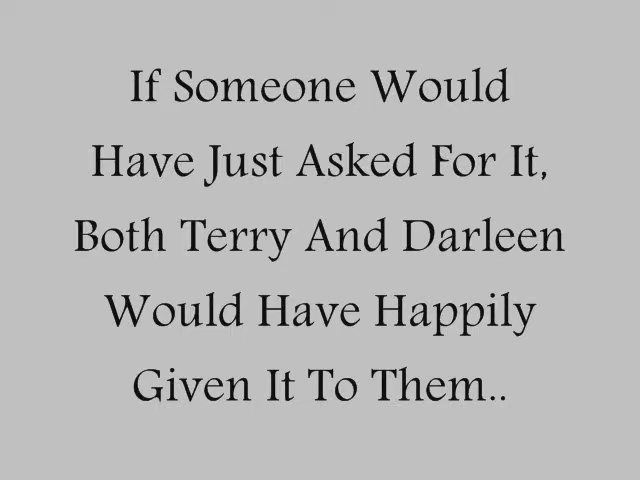 If Someone Would
Have Just Asked For It,
Both Terry And Darleen
Would Have Happily
Given It To Them..